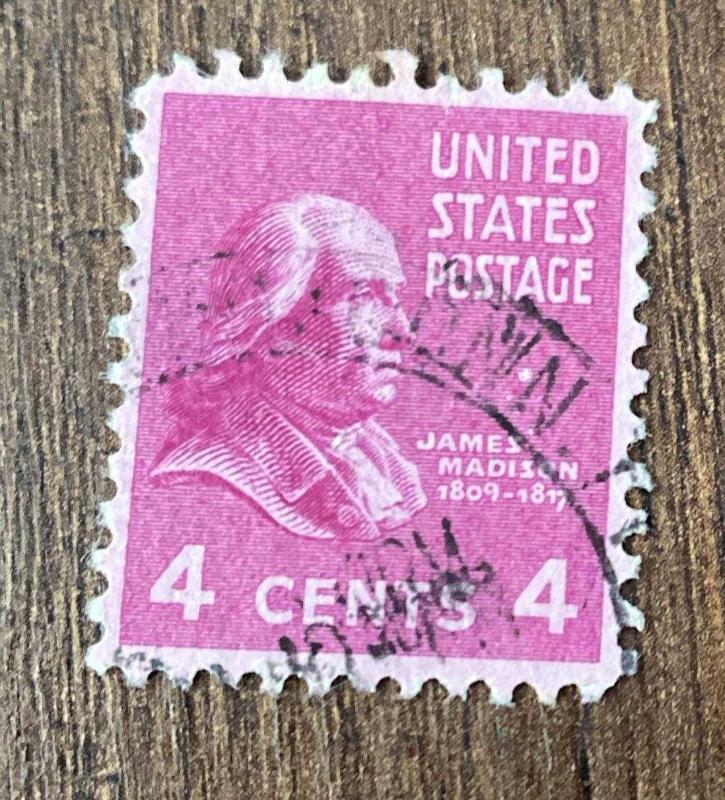 UNITED
STATES
POSTAGE
JAMES
MADISON
1809-1817
4 CENTS 4